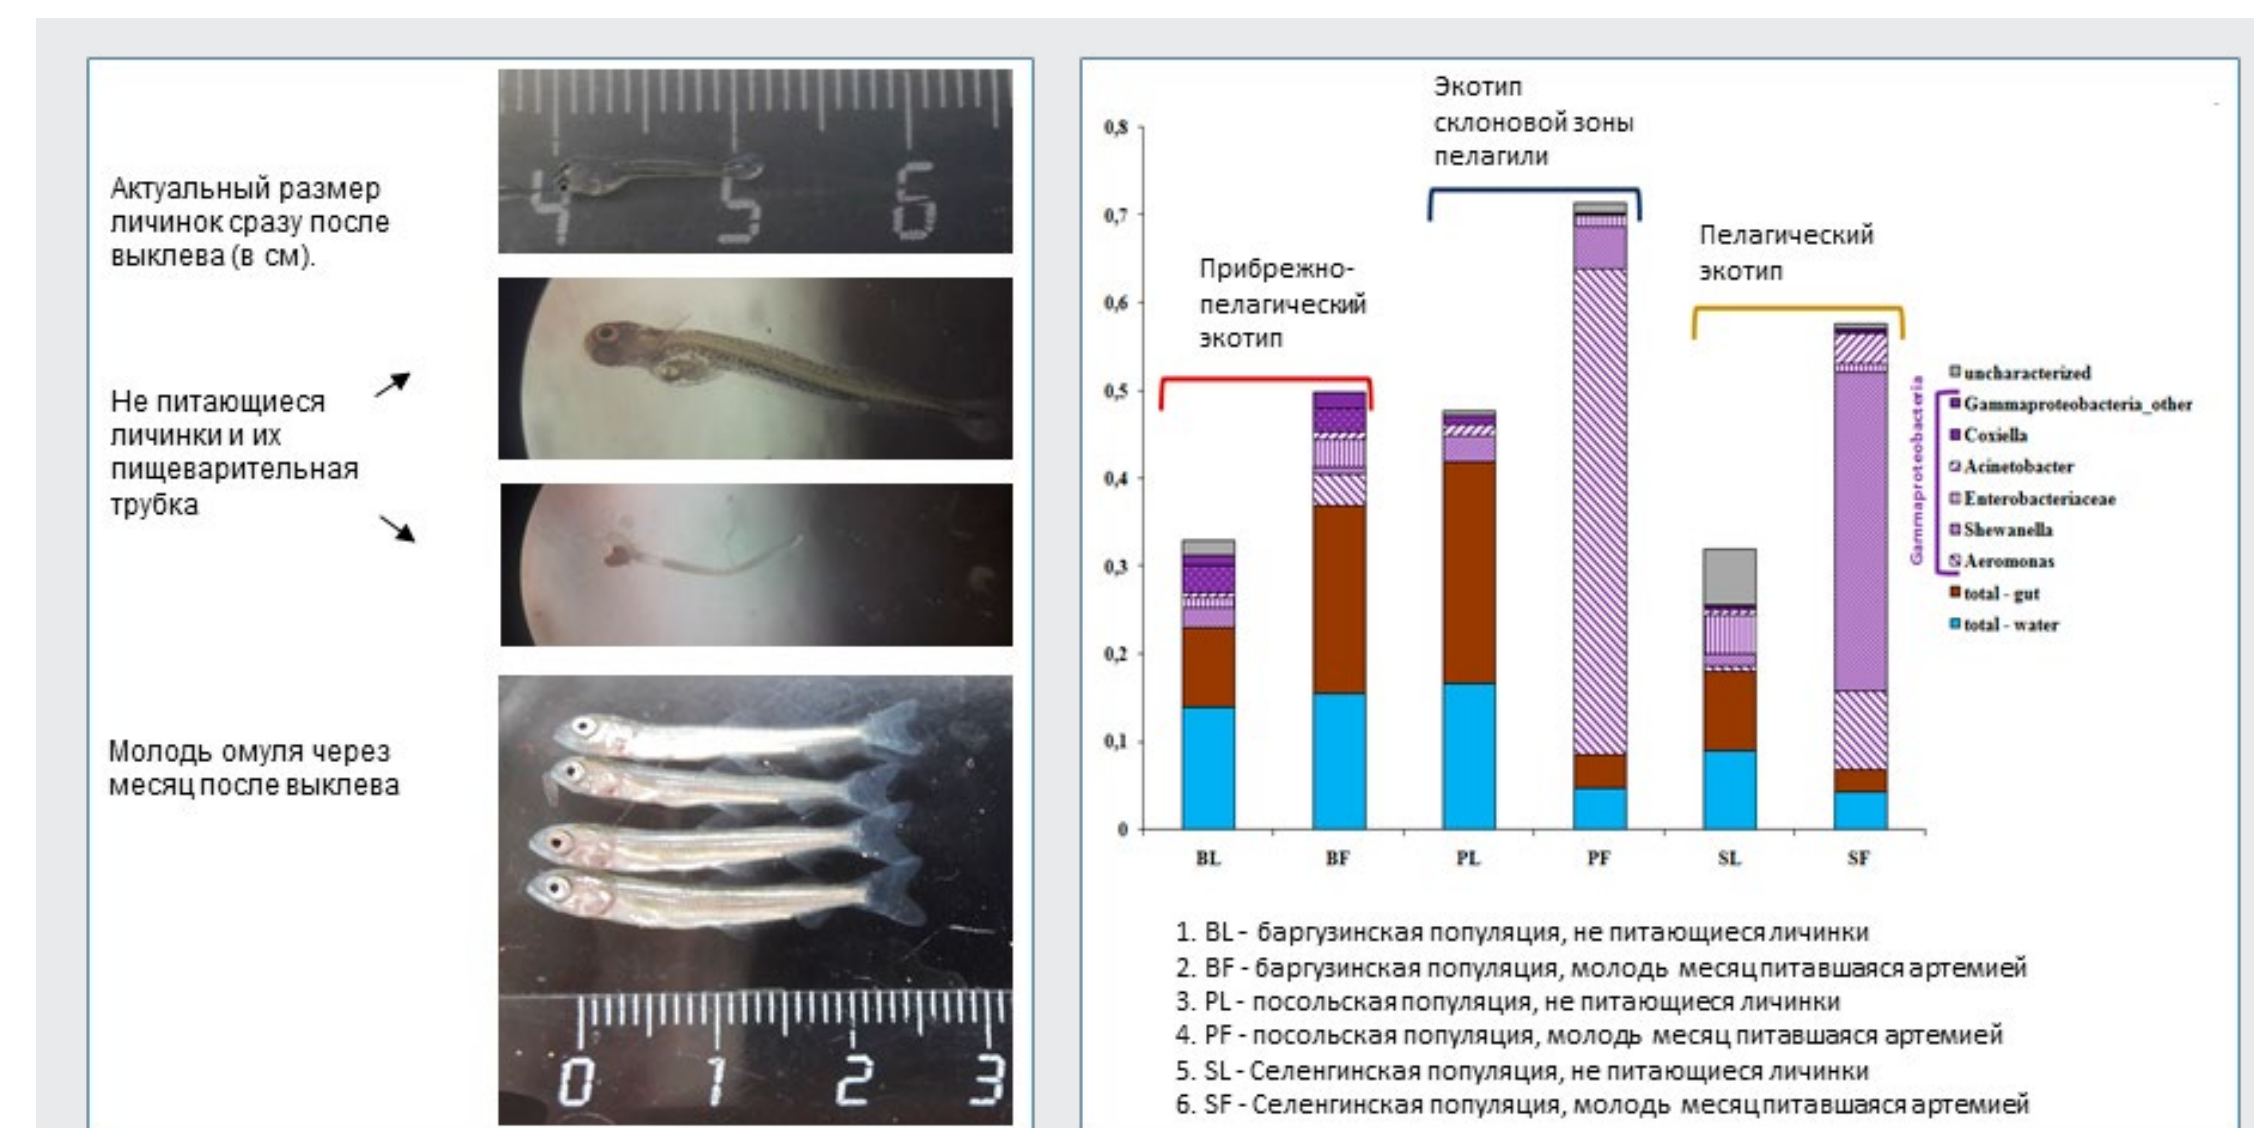 Актуальный размер
личинок сразу после
выклева (в см).
4 5 6
Не питающиеся
личинки и их
пищеварительная
трубка
Молодь омуля через
месяц после выклева
0 1 2 3
Экотип
склоновой зоны
пелагили
Пелагический
экотип
Прибрежно-
пелагический
экотип
0,8
0,7
0,6
0,5
0,4
0,3
0,2
0,1
0
BL BF PL PF SL SF
Gammaproteobacteria
uncharacterized
Gammaproteobacteria_other
Coxiella
Acinetobacter
Enterobacteriaceae
Shewanella
Aeromonas
total - gut
total - water
1. BL - баргузинская популяция, не питающиеся личинки
2. BF - баргузинская популяция, молодь месяц питавшаяся артемией
3. PL - посольская популяция, не питающиеся личинки
4. PF - посольская популяция, молодь месяц питавшаяся артемией
5. SL - Селенгинская популяция, не питающиеся личинки
6. SF - Селенгинская популяция, молодь месяц питавшаяся артемией